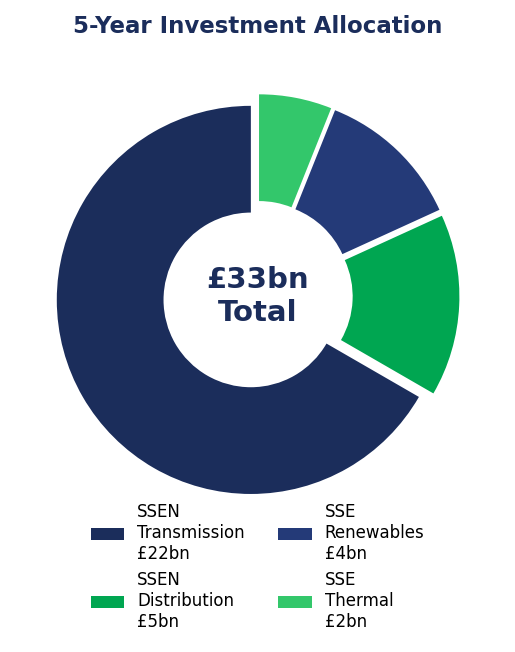 5-Year Investment Allocation
£33bn
Total
SSEN
Transmission
£22bn
SSEN
Distribution
£5bn
SSE
Renewables
£4bn
SSE
Thermal
£2bn